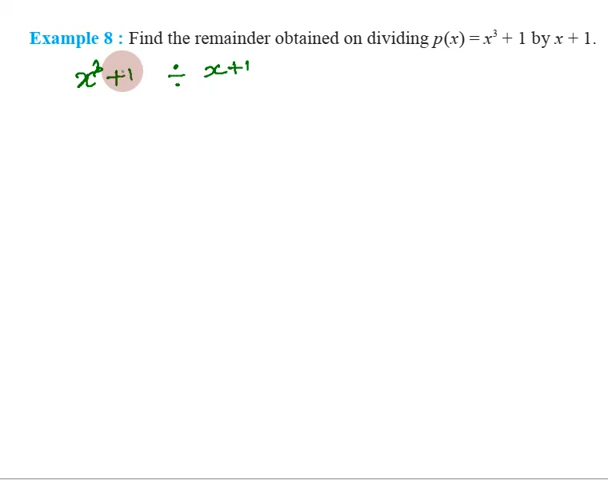 Example 8 : Find the remainder obtained on dividing p(x) = x³ + 1 by x + 1.
x³ + 1 ÷ x + 1